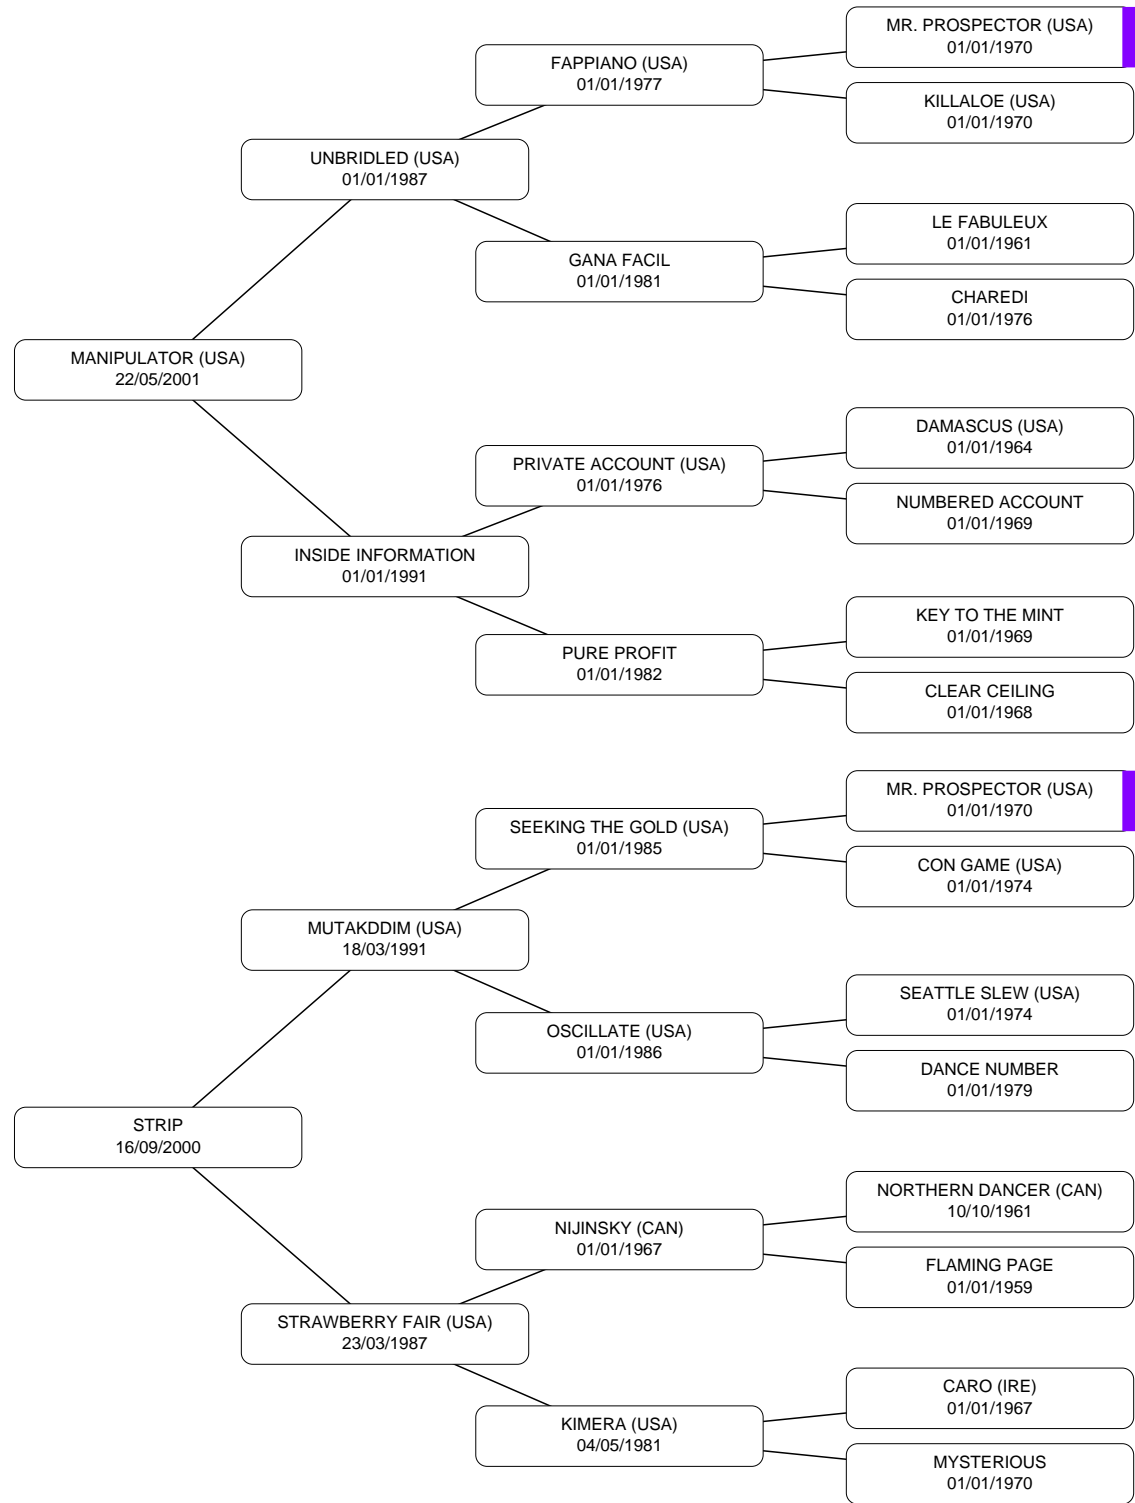 MR. PROSPECTOR (USA)
01/01/1970
FAPPIANO (USA)
01/01/1977
KILLALOE (USA)
01/01/1970
UNBRIDLED (USA)
01/01/1987
LE FABULEUX
01/01/1961
GANA FACIL
01/01/1981
CHAREDI
01/01/1976
MANIPULATOR (USA)
22/05/2001
DAMASCUS (USA)
01/01/1964
PRIVATE ACCOUNT (USA)
01/01/1976
NUMBERED ACCOUNT
01/01/1969
INSIDE INFORMATION
01/01/1991
KEY TO THE MINT
01/01/1969
PURE PROFIT
01/01/1982
CLEAR CEILING
01/01/1968
MR. PROSPECTOR (USA)
01/01/1970
SEEKING THE GOLD (USA)
01/01/1985
CON GAME (USA)
01/01/1974
MUTAKDDIM (USA)
18/03/1991
SEATTLE SLEW (USA)
01/01/1974
OSCILLATE (USA)
01/01/1986
DANCE NUMBER
01/01/1979
STRIP
16/09/2000
NORTHERN DANCER (CAN)
10/10/1961
NIJINSKY (CAN)
01/01/1967
FLAMING PAGE
01/01/1959
STRAWBERRY FAIR (USA)
23/03/1987
CARO (IRE)
01/01/1967
KIMERA (USA)
04/05/1981
MYSTERIOUS
01/01/1970